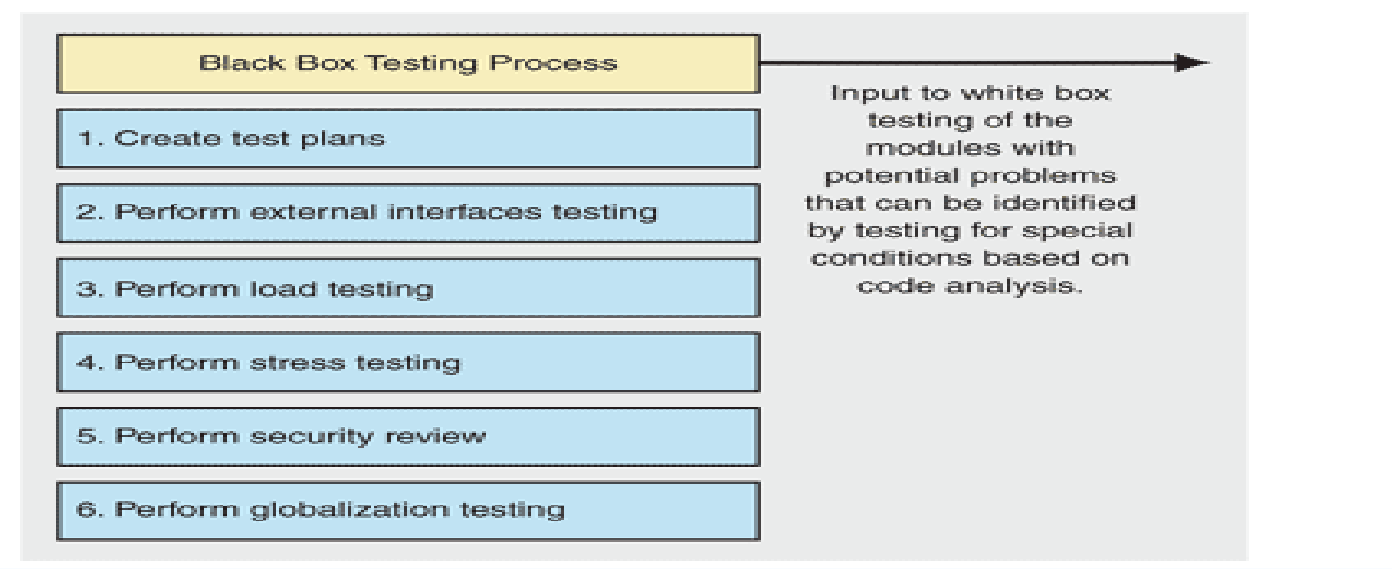 Black Box Testing Process
1. Create test plans
2. Perform external interfaces testing
3. Perform load testing
4. Perform stress testing
5. Perform security review
6. Perform globalization testing
Input to white box
testing of the
modules with
potential problems
that can be identified
by testing for special
conditions based on
code analysis.